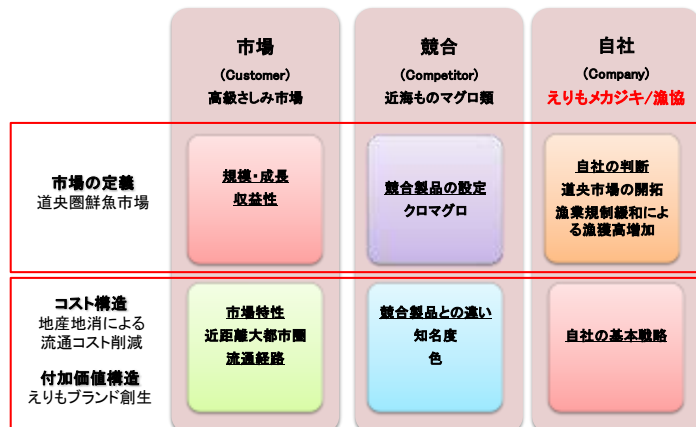 市場
(Customer)
高級さしみ市場
競合
(Competitor)
近海ものマグロ類
自社
(Company)
えりもメカジキ/漁協
市場の定義
道央圏鮮魚市場
規模・成長
収益性
競合製品の設定
クロマグロ
自社の判断
道央市場の開拓
漁業規制緩和によ
る漁獲高増加
コスト構造
地産地消による
流通コスト削減
付加価値構造
えりもブランド創生
市場特性
近距離大都市圏
流通経路
競合製品との違い
知名度
色
自社の基本戦略